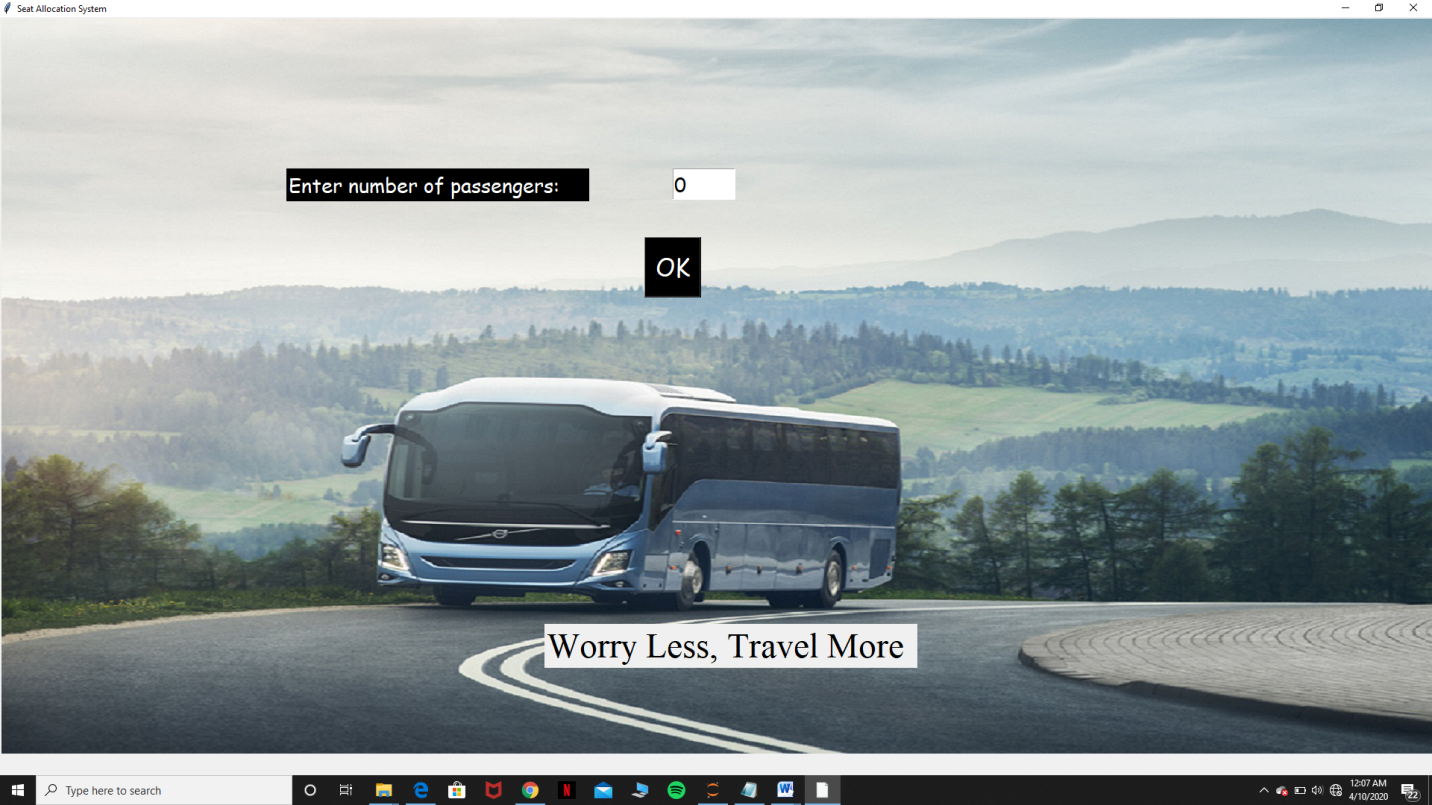 Seat Allocation System
Enter number of passengers:
0
OK
Worry Less, Travel More
Type here to search
12:07 AM
4/10/2020
22